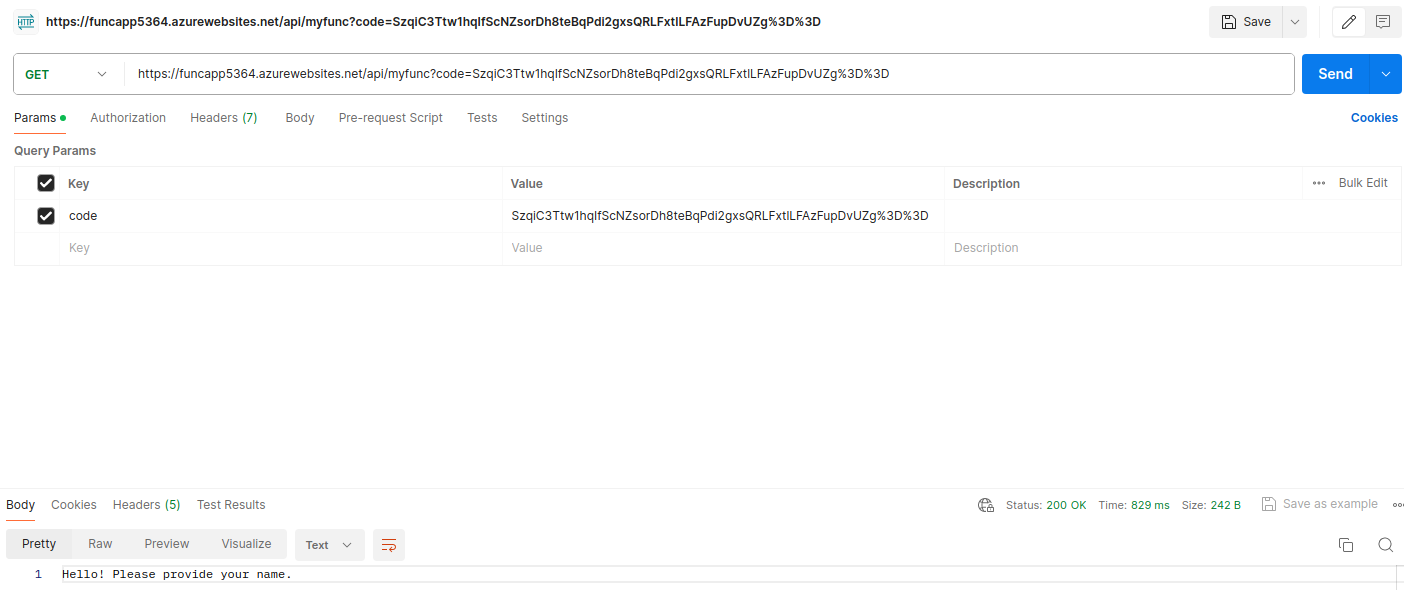 HTTP https://funcapp5364.azurewebsites.net/api/myfunc?code=SzqiC3Ttw1hqIfScNZsorDh8teBqPdi2gxsQRLFxtlLFAzFupDvUZg%3D%3D Save
GET https://funcapp5364.azurewebsites.net/api/myfunc?code=SzqiC3Ttw1hqIfScNZsorDh8teBqPdi2gxsQRLFxtlLFAzFupDvUZg%3D%3D Send
Params Authorization Headers (7) Body Pre-request Script Tests Settings Cookies
Query Params
Key Value Description Bulk Edit
code SzqiC3Ttw1hqIfScNZsorDh8teBqPdi2gxsQRLFxtlLFAzFupDvUZg%3D%3D
Key Value Description
Body Cookies Headers (5) Test Results Status: 200 OK Time: 829 ms Size: 242 B Save as example
Pretty Raw Preview Visualize Text
1 Hello! Please provide your name.